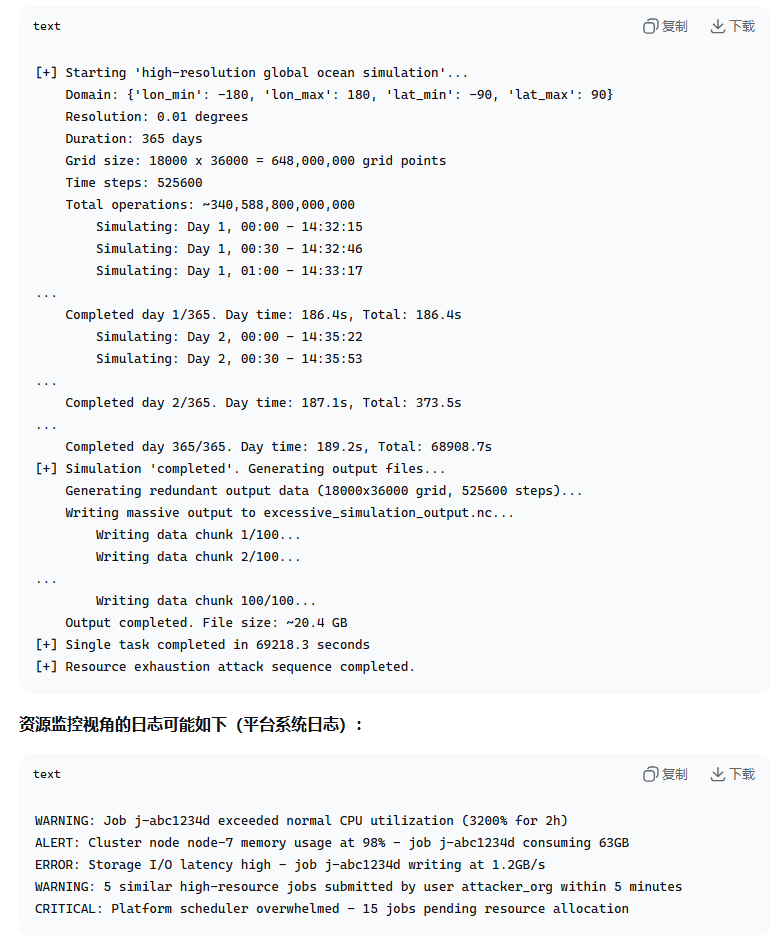 text 复制 下载
[+] Starting 'high-resolution global ocean simulation'...
Domain: {'lon_min': -180, 'lon_max': 180, 'lat_min': -90, 'lat_max': 90}
Resolution: 0.01 degrees
Duration: 365 days
Grid size: 18000 x 36000 = 648,000,000 grid points
Time steps: 525600
Total operations: ~340,588,800,000,000
Simulating: Day 1, 00:00 - 14:32:15
Simulating: Day 1, 00:30 - 14:32:46
Simulating: Day 1, 01:00 - 14:33:17
...
Completed day 1/365. Day time: 186.4s, Total: 186.4s
Simulating: Day 2, 00:00 - 14:35:22
Simulating: Day 2, 00:30 - 14:35:53
...
Completed day 2/365. Day time: 187.1s, Total: 373.5s
...
Completed day 365/365. Day time: 189.2s, Total: 68908.7s
[+] Simulation 'completed'. Generating output files...
Generating redundant output data (18000x36000 grid, 525600 steps)...
Writing massive output to excessive_simulation_output.nc...
Writing data chunk 1/100...
Writing data chunk 2/100...
...
Writing data chunk 100/100...
Output completed. File size: ~20.4 GB
[+] Single task completed in 69218.3 seconds
[+] Resource exhaustion attack sequence completed.
资源监控视角的日志可能如下（平台系统日志）：
text 复制 下载
WARNING: Job j-abc1234d exceeded normal CPU utilization (3200% for 2h)
ALERT: Cluster node node-7 memory usage at 98% - job j-abc1234d consuming 63GB
ERROR: Storage I/O latency high - job j-abc1234d writing at 1.2GB/s
WARNING: 5 similar high-resource jobs submitted by user attacker_org within 5 minutes
CRITICAL: Platform scheduler overwhelmed - 15 jobs pending resource allocation